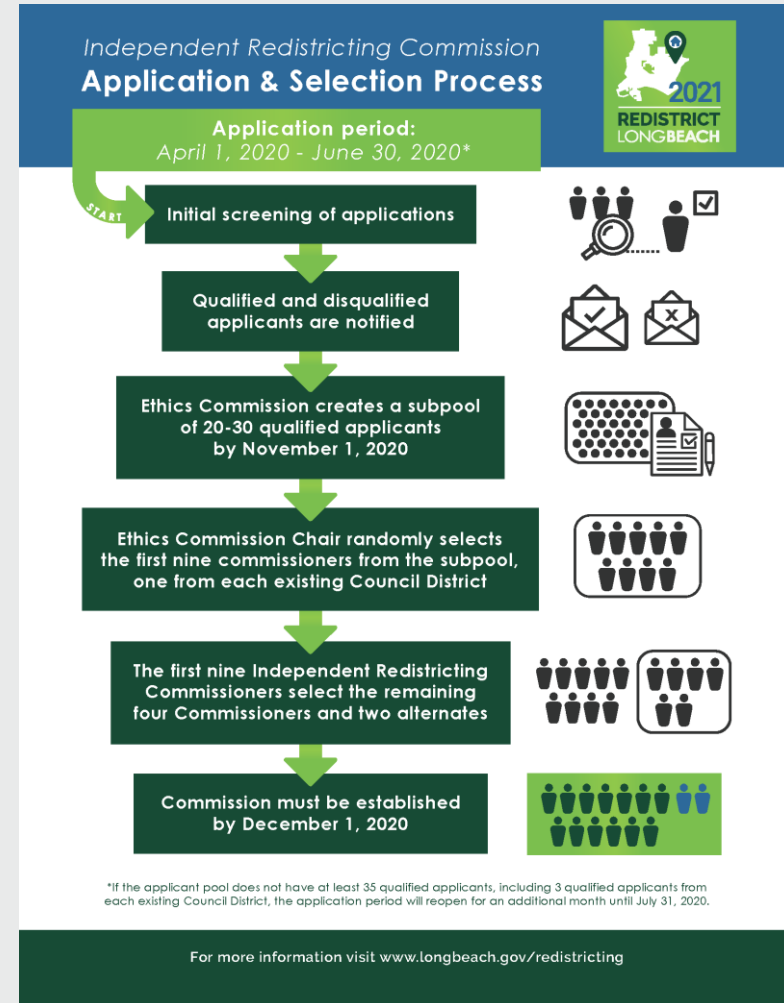 Independent Redistricting Commission
Application & Selection Process
2021
REDISTRICT
LONGBEACH
Application period:
April 1, 2020 - June 30, 2020*
START
Initial screening of applications
Qualified and disqualified
applicants are notified
Ethics Commission creates a subpool
of 20-30 qualified applicants
by November 1, 2020
Ethics Commission Chair randomly selects
the first nine commissioners from the subpool,
one from each existing Council District
The first nine Independent Redistricting
Commissioners select the remaining
four Commissioners and two alternates
Commission must be established
by December 1, 2020
*If the applicant pool does not have at least 35 qualified applicants, including 3 qualified applicants from
each existing Council District, the application period will reopen for an additional month until July 31, 2020.
For more information visit www.longbeach.gov/redistricting